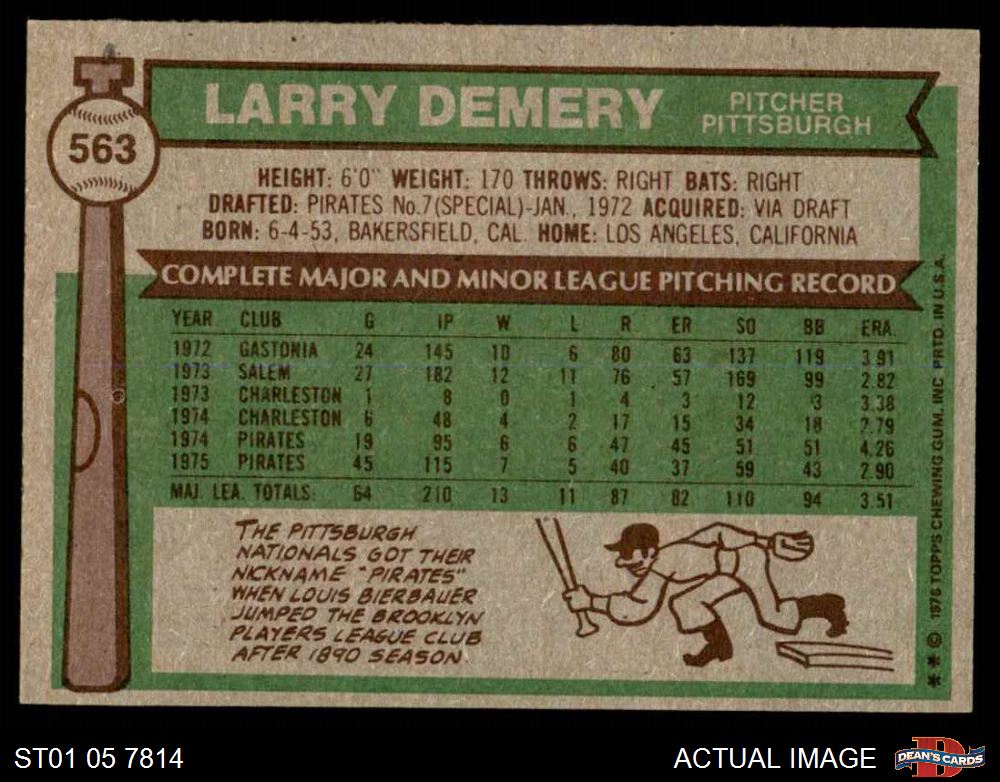 563
LARRY DEMERY
PITCHER
PITTSBURGH
HEIGHT: 6'0" WEIGHT: 170 THROWS: RIGHT BATS: RIGHT
DRAFTED: PIRATES No.7(SPECIAL)-JAN., 1972 ACQUIRED: VIA DRAFT
BORN: 6-4-53, BAKERSFIELD, CAL. HOME: LOS ANGELES, CALIFORNIA
COMPLETE MAJOR AND MINOR LEAGUE PITCHING RECORD
YEAR CLUB G IP W L R ER SO BB ERA.
1972 GASTONIA 24 145 10 6 80 63 137 119 3.91
1973 SALEM 27 182 12 11 76 57 169 99 2.82
1973 CHARLESTON 1 8 0 1 4 3 12 3 3.38
1974 CHARLESTON 6 48 4 2 17 15 34 18 2.79
1974 PIRATES 19 95 6 6 47 45 51 51 4.26
1975 PIRATES 45 115 7 5 40 37 59 43 2.90
MAJ. LEA. TOTALS: 64 210 13 11 87 82 110 94 3.51
THE PITTSBURGH
NATIONALS GOT THEIR
NICKNAME "PIRATES"
WHEN LOUIS BIERBAUER
JUMPED THE BROOKLYN
PLAYERS LEAGUE CLUB
AFTER 1890 SEASON.
** © 1976 TOPPS CHEWING GUM, INC. PRTD. IN U.S.A.
ST01 05 7814
ACTUAL IMAGE
D
DEAN'S CARDS